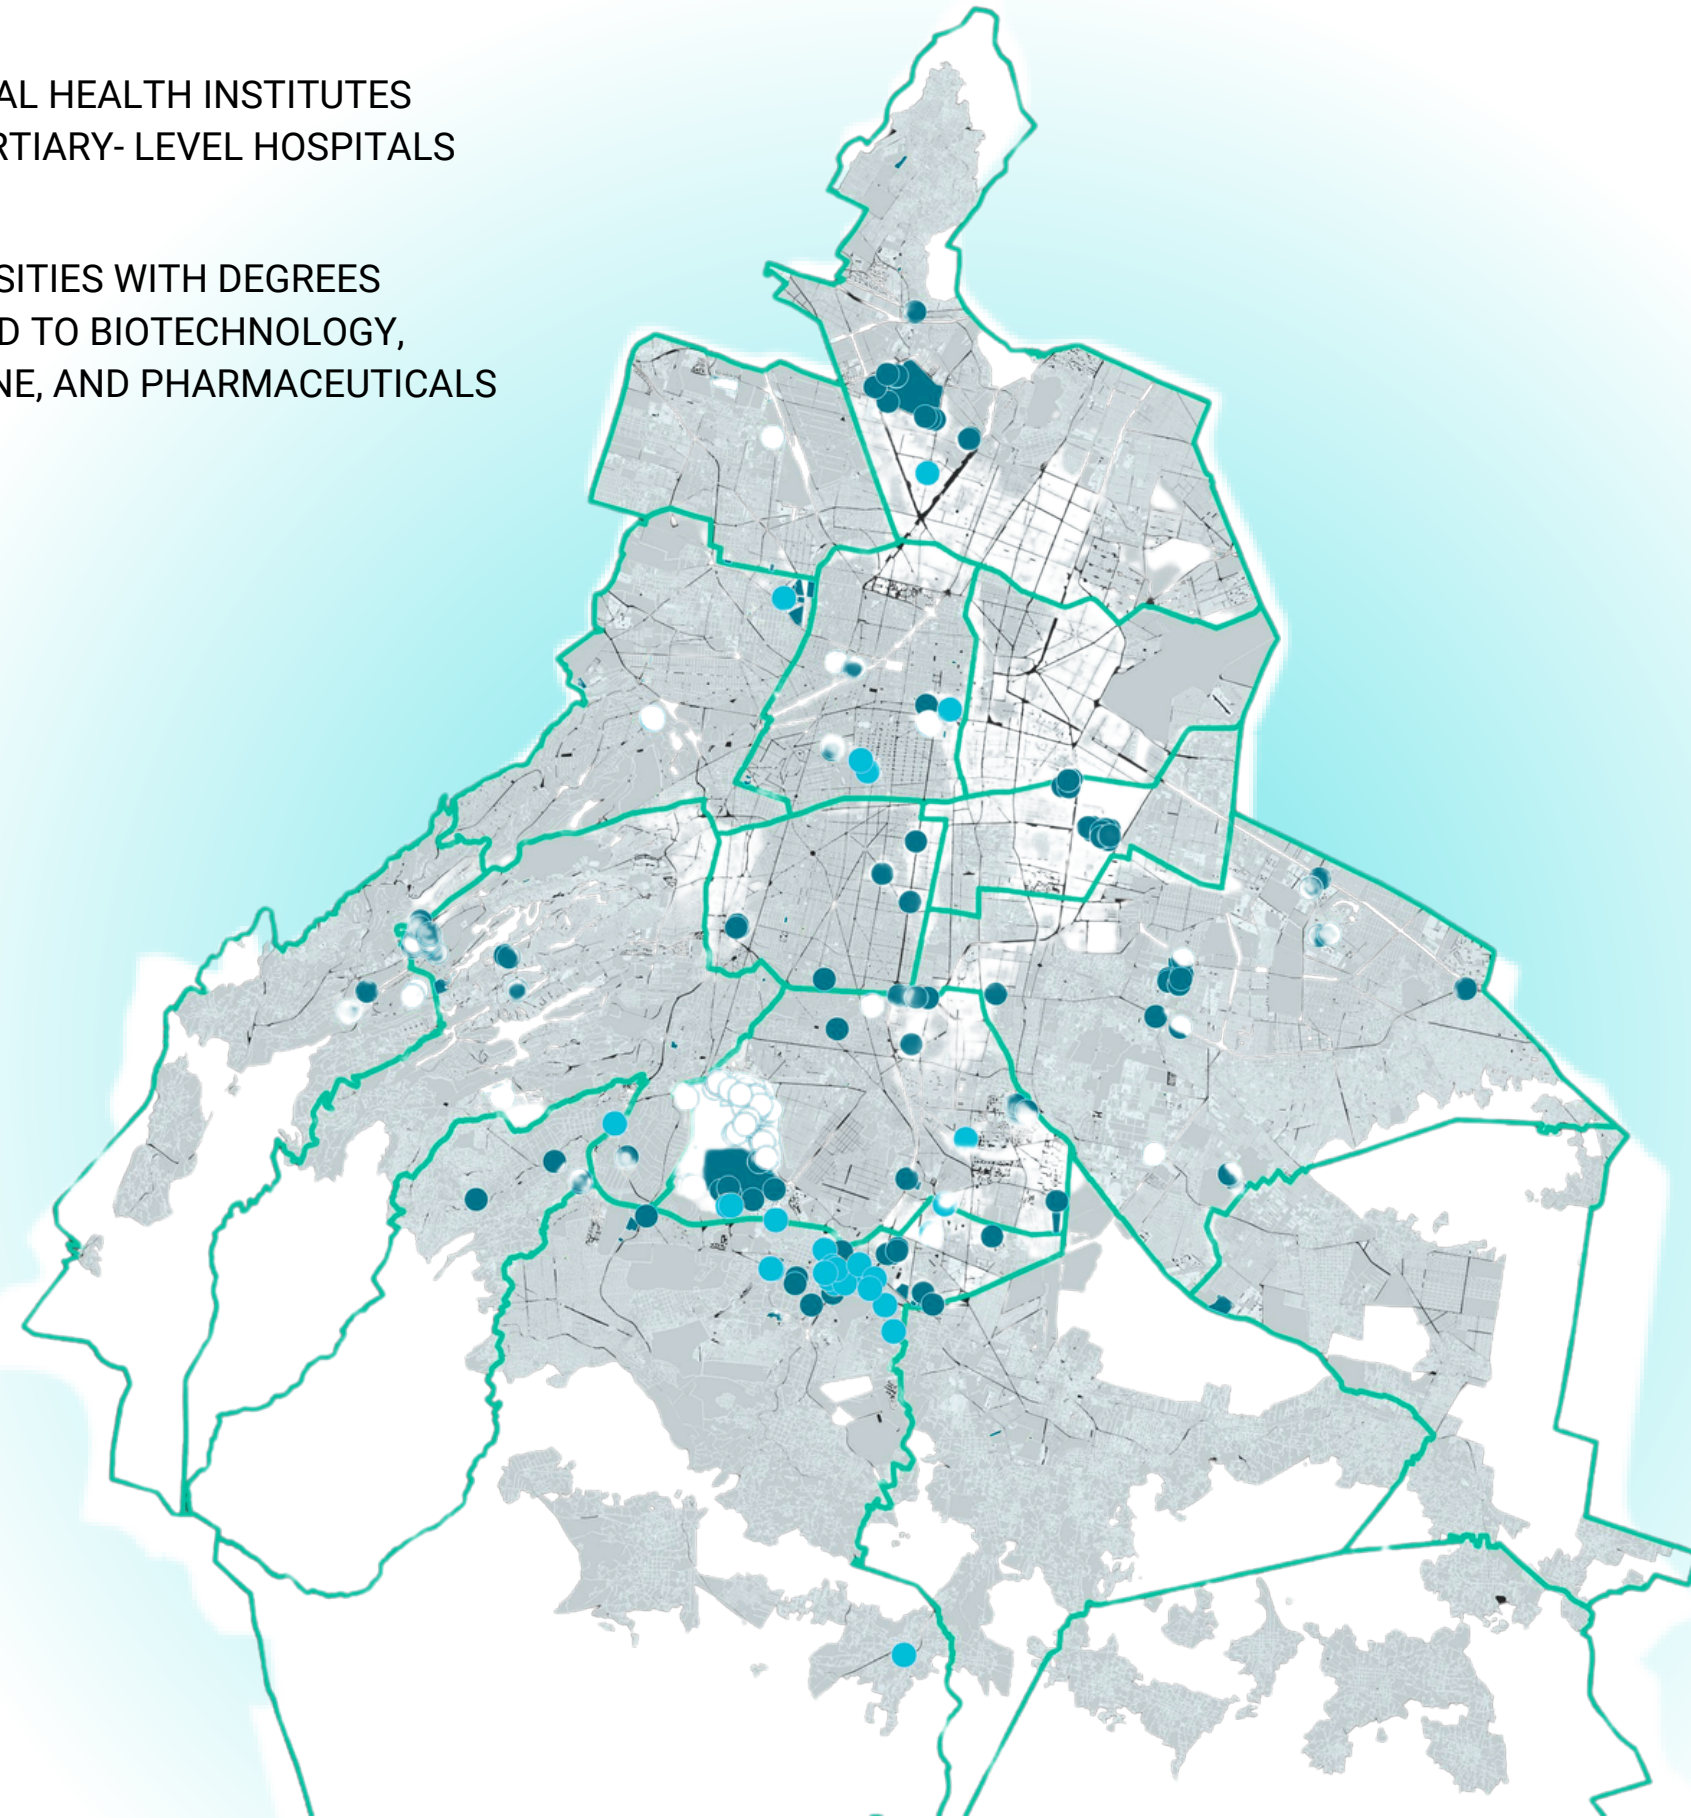 AL HEALTH INSTITUTES
RTIARY- LEVEL HOSPITALS
SITIES WITH DEGREES
D TO BIOTECHNOLOGY,
NE, AND PHARMACEUTICALS